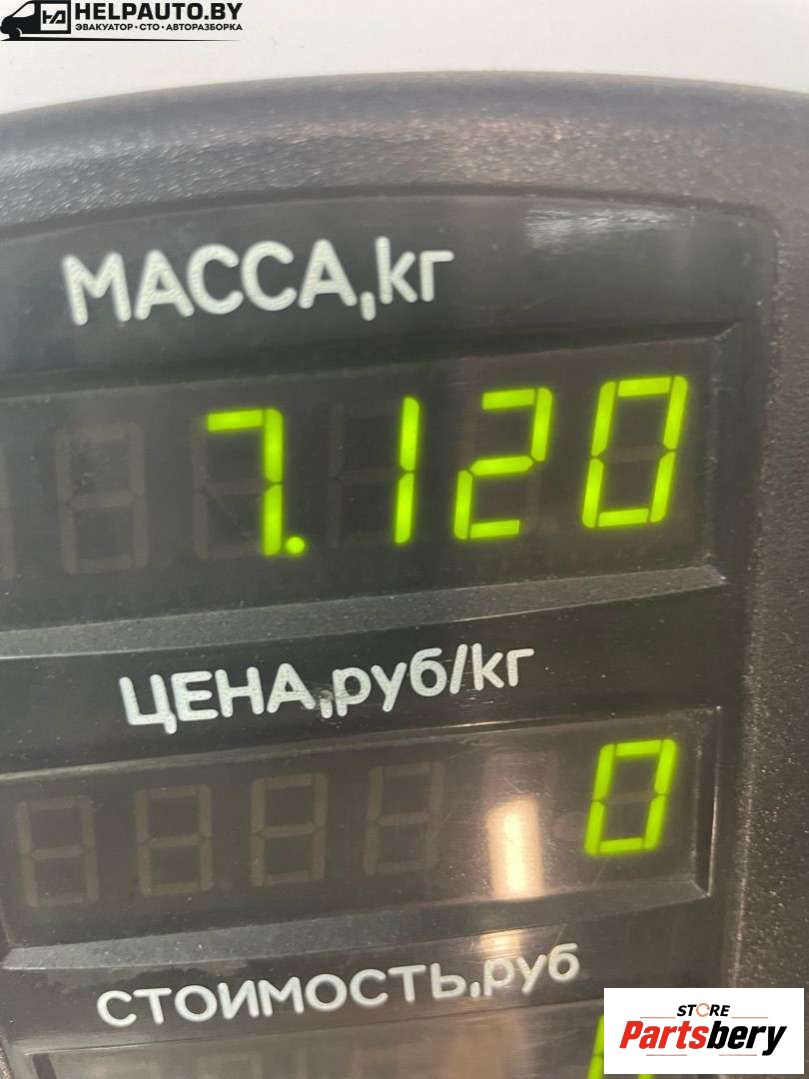 HELPAUTO.BY
ЭВАКУАТОР • СТО • АВТОРАЗБОРКА
МАССА,кг
7.120
ЦЕНА,руб/кг
0
СТОИМОСТЬ,руб
STORE
Partsbery